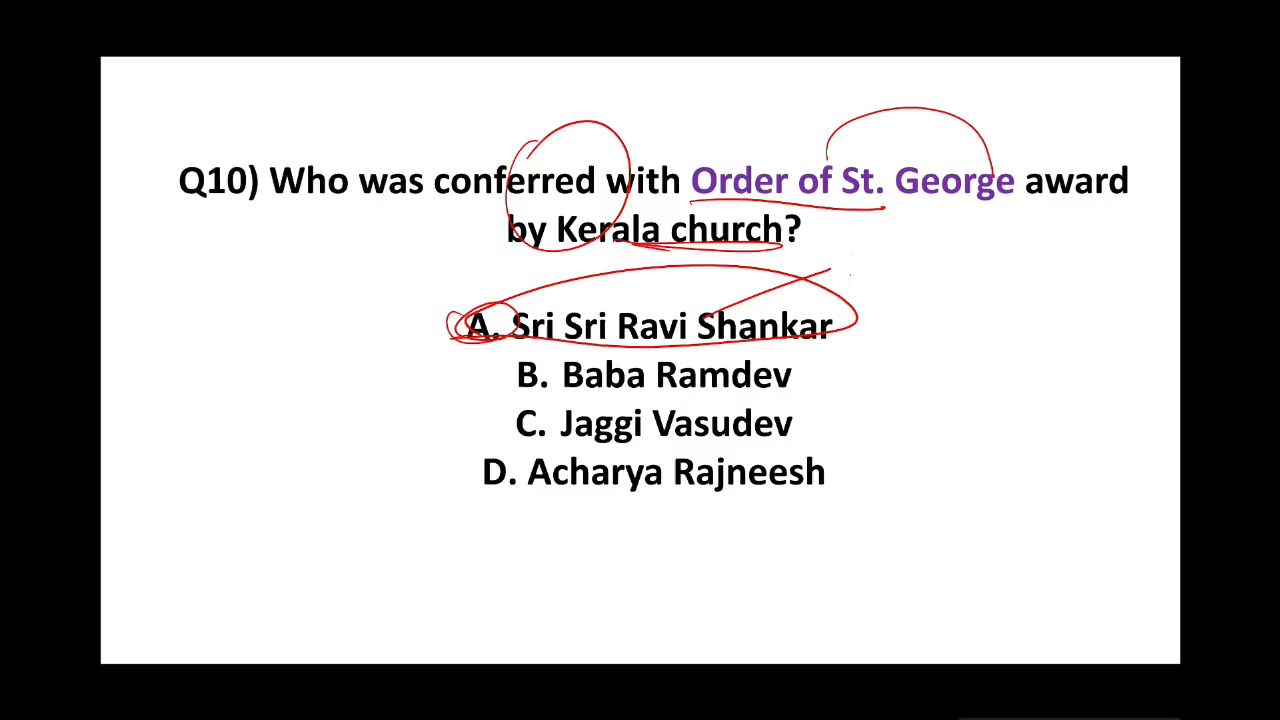 Q10) Who was conferred with Order of St. George award
by Kerala church?
A. Sri Sri Ravi Shankar
B. Baba Ramdev
C. Jaggi Vasudev
D. Acharya Rajneesh